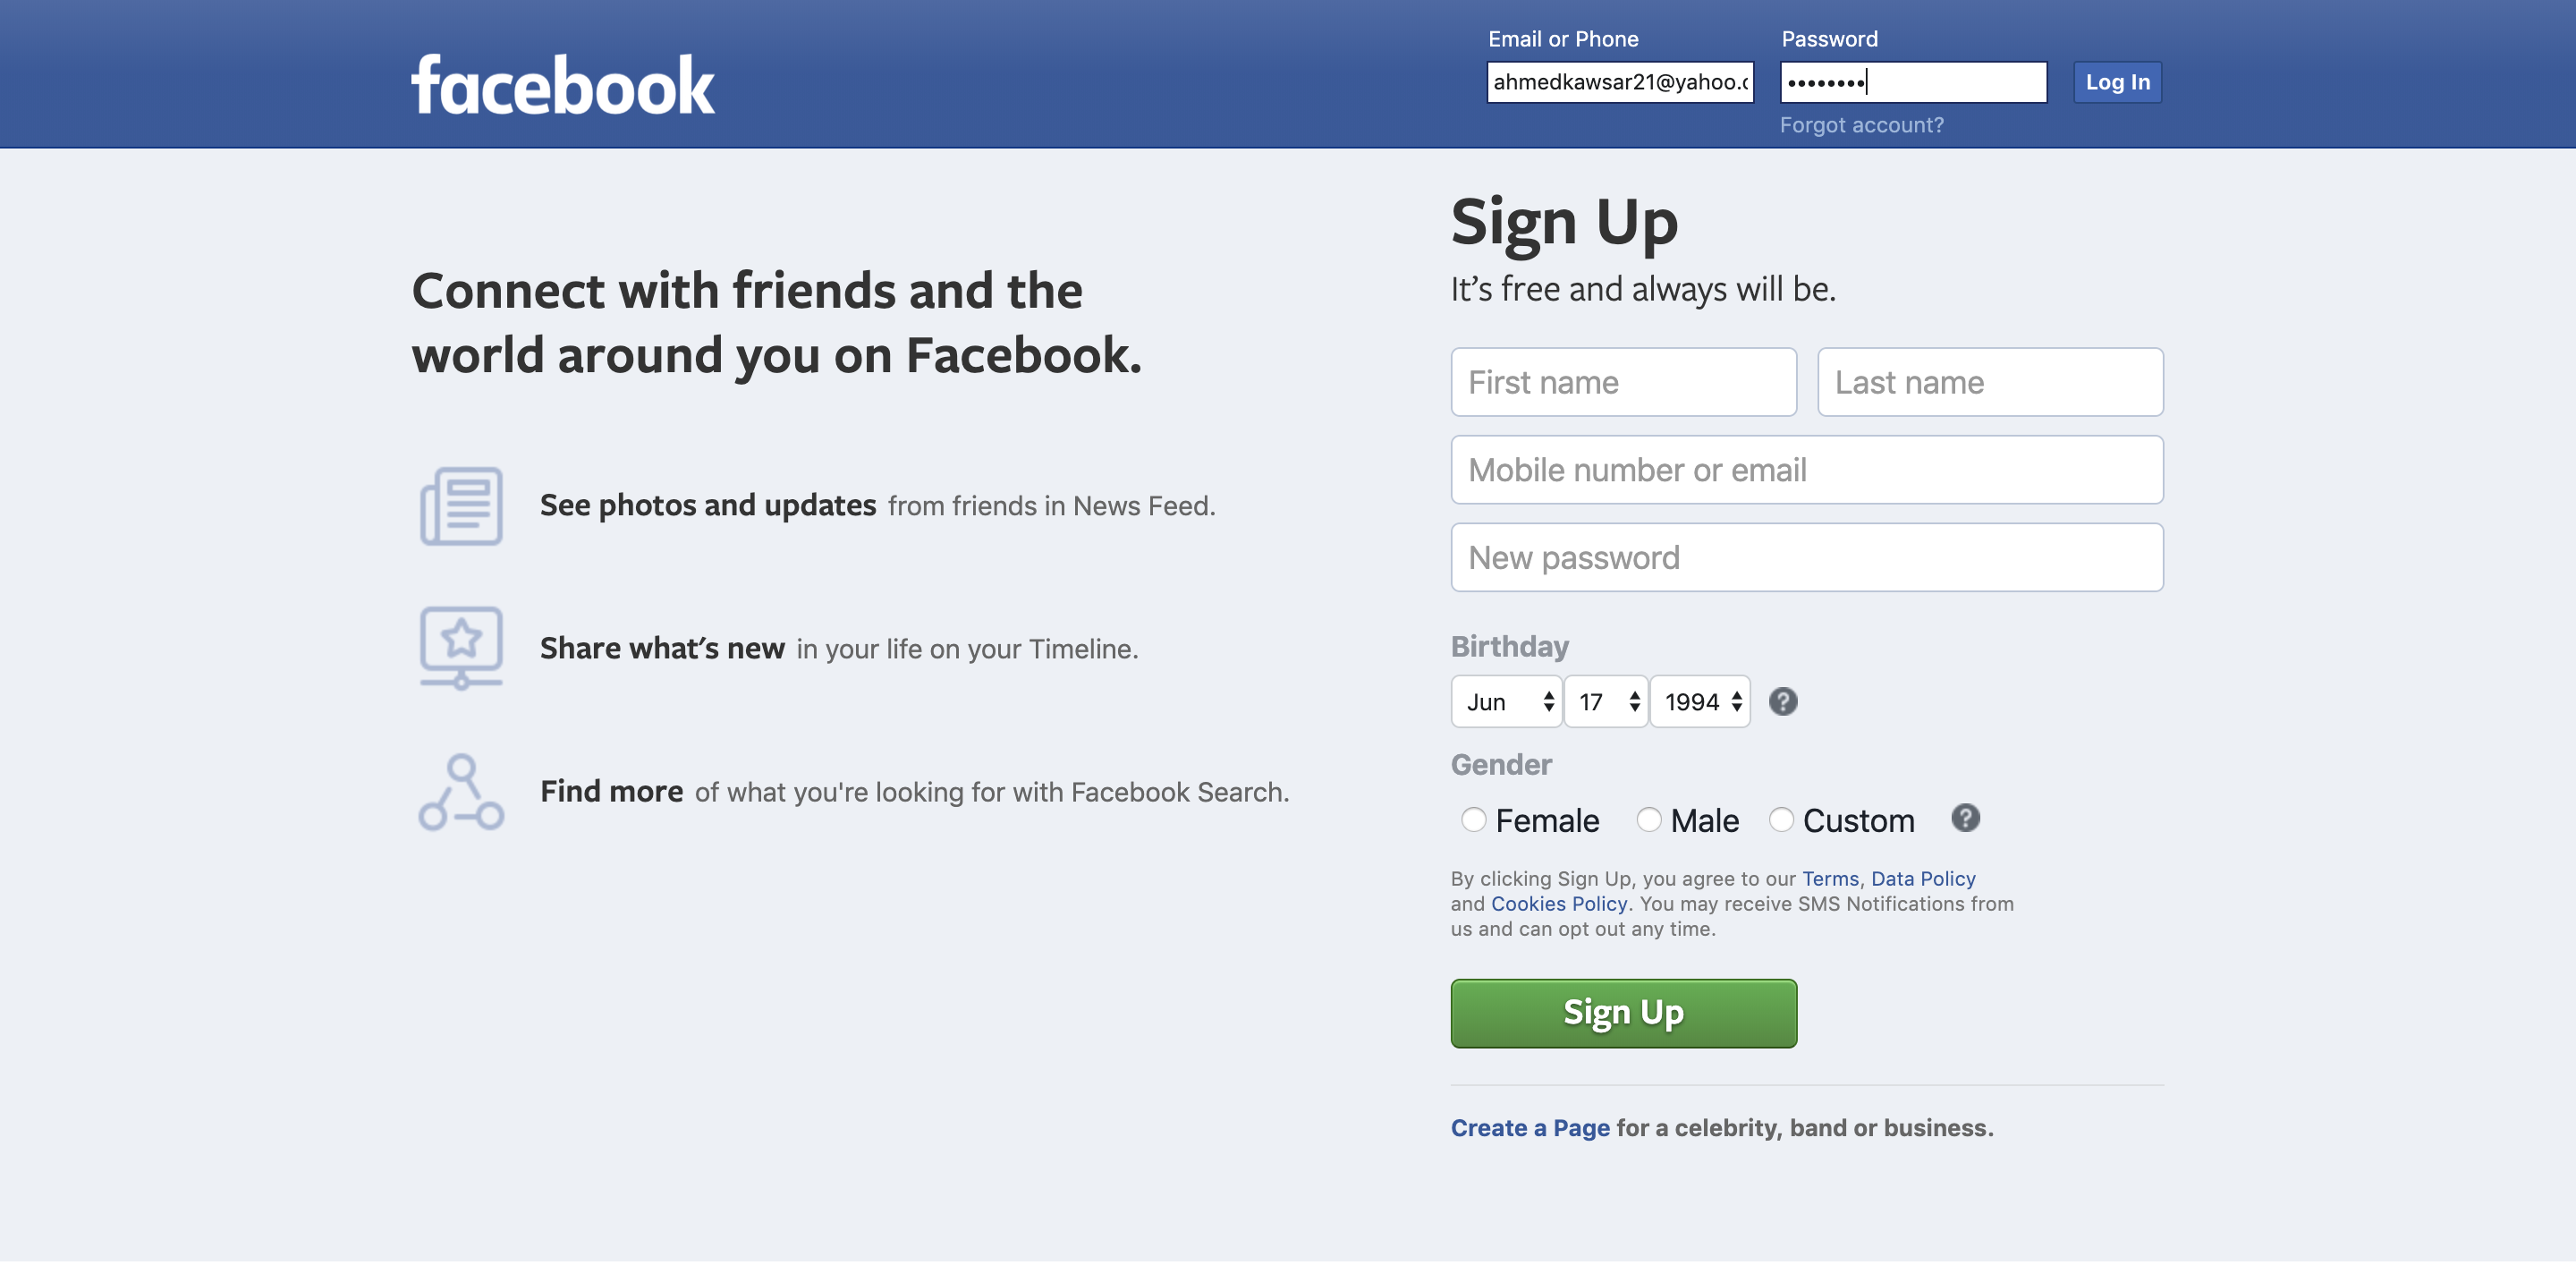 facebook
Email or Phone
Password
ahmedkawsar21@yahoo.c
••••••••
Log In
Forgot account?
Connect with friends and the
world around you on Facebook.
See photos and updates from friends in News Feed.
Share what's new in your life on your Timeline.
Find more of what you're looking for with Facebook Search.
Sign Up
It's free and always will be.
First name
Last name
Mobile number or email
New password
Birthday
Jun 17 1994 ?
Gender
Female Male Custom ?
By clicking Sign Up, you agree to our Terms, Data Policy
and Cookies Policy. You may receive SMS Notifications from
us and can opt out any time.
Sign Up
Create a Page for a celebrity, band or business.